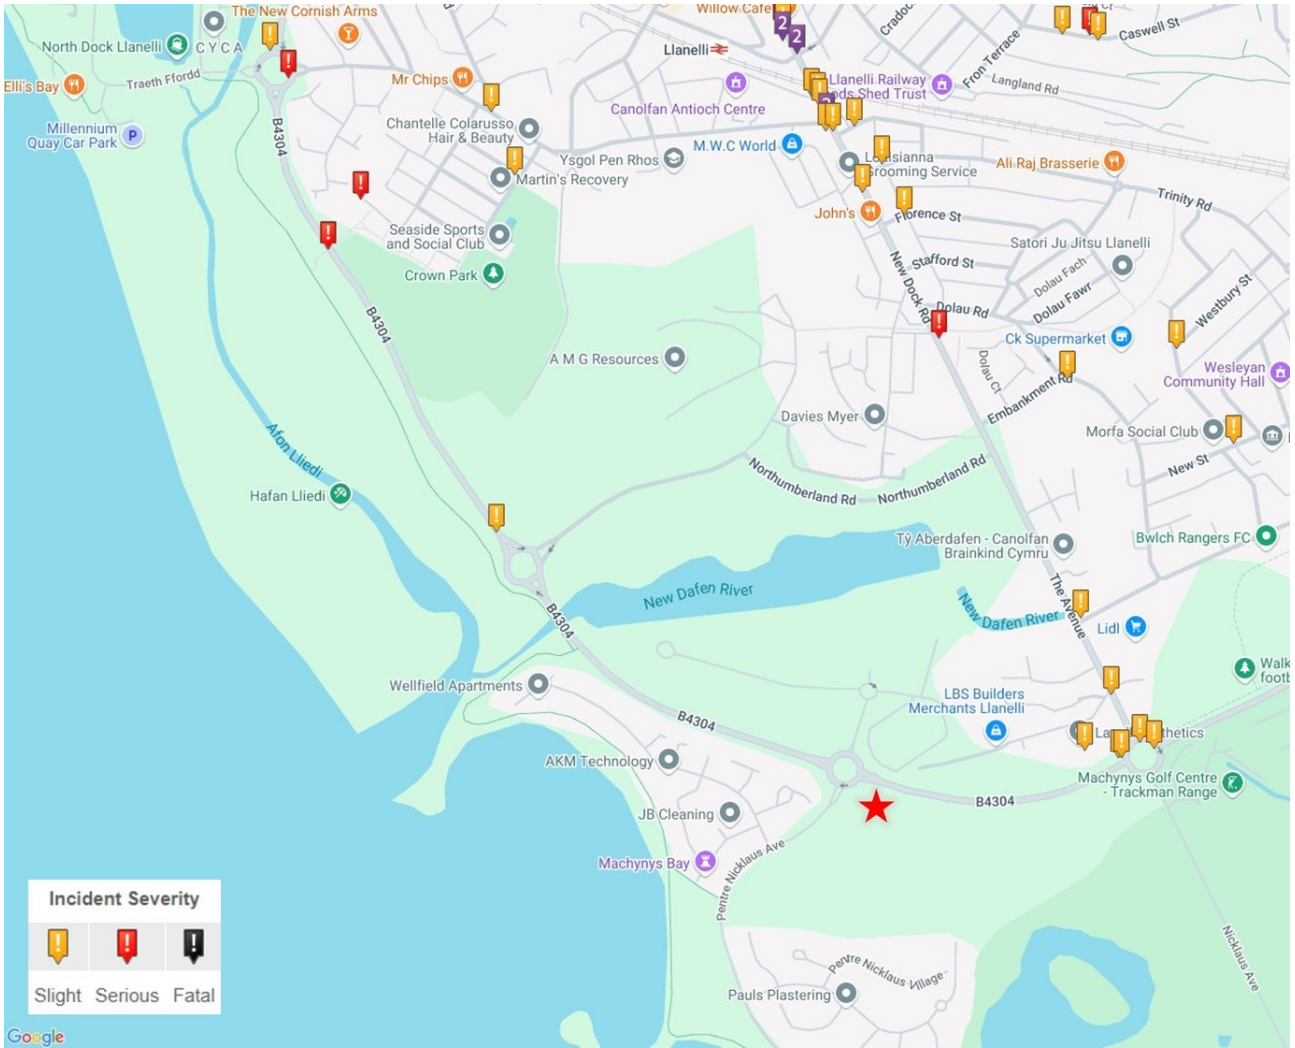 The New Cornish Arms
Willow Cafe
Cradoc
Caswell St
North Dock Llanelli
CYCA
Llanelli
Fron-Terrace
Traeth Ffordd
Elli's Bay
Mr Chips
Langland Rd
Llanelli Railway
ods Shed Trust
Canolfan Antioch Centre
Millennium
Quay Car Park
P
B4304
Chantelle Colarusso
Hair & Beauty
M.W.C World
Ysgol Pen Rhos
Grooming Service
Ali Raj Brasserie
Martin's Recovery
Trinity Rd
John's
Florence St
Seaside Sports
and Social Club
Satori Ju Jitsu Llanelli
Stafford St
Crown Park
New Dock Rd
Dolau Fach
Dolau Fawr
Westbury St
B4304
Dolau Rd
Ck Supermarket
A M G Resources
Dolau Ct
Wesleyan
Community Hall
Embankment Rd
Davies Myer
Morfa Social Club
Afon Lliedi
New St
Northumberland Rd
Northumberland Rd
Hafan Lliedi
Tŷ Aberdafen - Canolfan
Brainkind Cymru
Bwlch Rangers FC
New Dafen River
New Dafen River
The Avenue
B4304
Lidl
Walk
footb
Wellfield Apartments
LBS Builders
Merchants Llanelli
B4304
AKM Technology
Machynys Golf Centre
- Trackman Range
B4304
JB Cleaning
Machynys Bay
Pentre Nicklaus Ave
Nicklaus Ave
Pentre Nicklaus Village
Pauls Plastering
2
2
Incident Severity
Slight Serious Fatal
Google